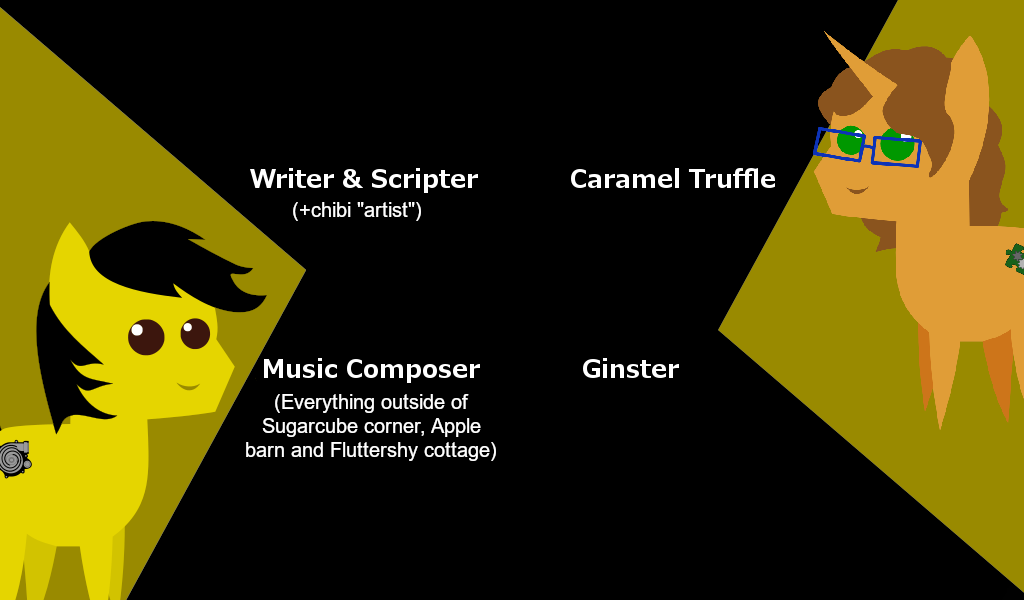 Writer & Scripter
(+chibi "artist")
Caramel Truffle
Music Composer
(Everything outside of
Sugarcube corner, Apple
barn and Fluttershy cottage)
Ginster